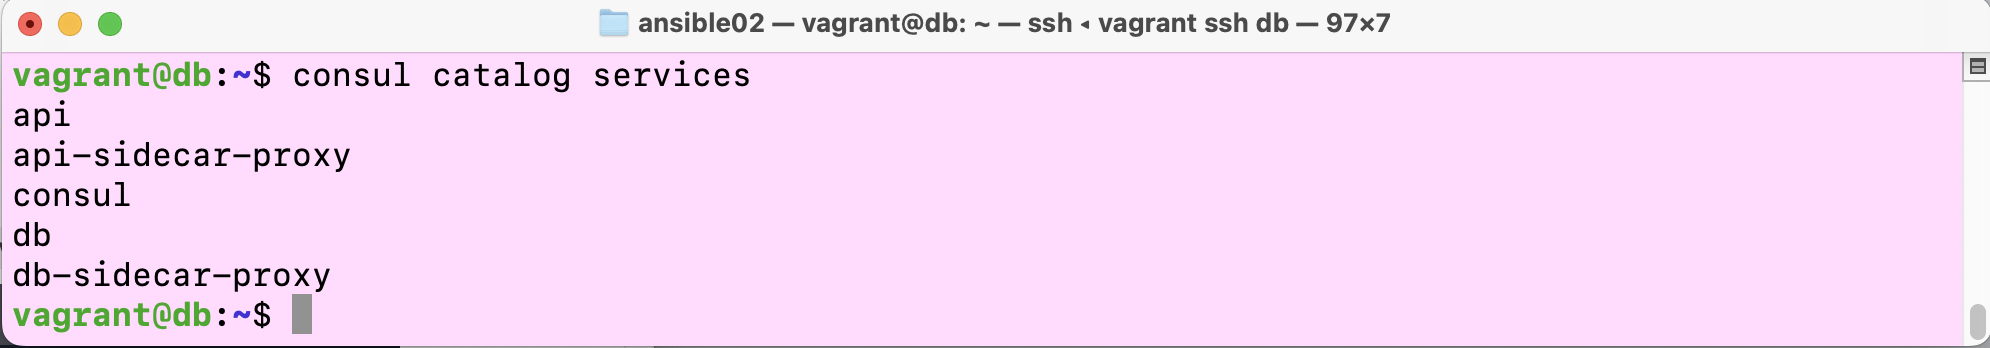 ansible02 — vagrant@db: ~ — ssh ◂ vagrant ssh db — 97×7
vagrant@db:~$ consul catalog services
api
api-sidecar-proxy
consul
db
db-sidecar-proxy
vagrant@db:~$